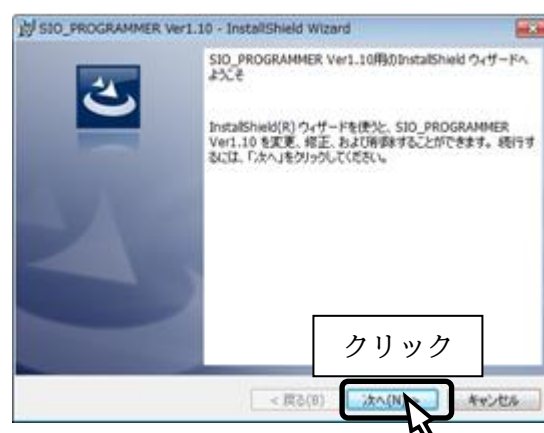 SIO_PROGRAMMER Ver1.10 - InstallShield Wizard
SIO_PROGRAMMER Ver1.10用のInstallShield ウィザードへ
ようこそ
InstallShield(R) ウィザードを使うと、SIO_PROGRAMMER
Ver1.10 を変更、修正、および削除することができます。続行す
るには、「次へ」をクリックしてください。
クリック
< 戻る(B) 次へ(N) > キャンセル